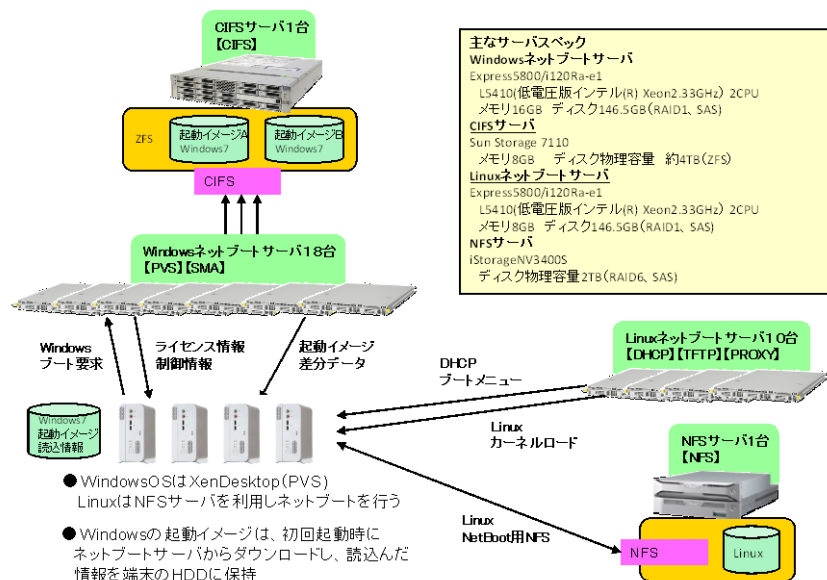 CIFSサーバ1台
【CIFS】
ZFS
起動イメージA
Windows7
起動イメージB
Windows7
CIFS
主なサーバスペック
Windowsネットブートサーバ
Express5800/i120Ra-e1
L5410(低電圧版インテル(R) Xeon2.33GHz) 2CPU
メモリ16GB ディスク146.5GB(RAID1、SAS)
CIFSサーバ
Sun Storage 7110
メモリ8GB ディスク物理容量 約4TB(ZFS)
Linuxネットブートサーバ
Express5800/i120Ra-e1
L5410(低電圧版インテル(R) Xeon2.33GHz) 2CPU
メモリ8GB ディスク146.5GB(RAID1、SAS)
NFSサーバ
iStorageNV3400S
ディスク物理容量2TB(RAID6、SAS)
Windowsネットブートサーバ18台
【PVS】【SMA】
Windows
ブート要求
ライセンス情報
制御情報
起動イメージ
差分データ
Linuxネットブートサーバ10台
【DHCP】【TFTP】【PROXY】
DHCP
ブートメニュー
Linux
カーネルロード
Windows7
起動イメージ
読込情報
NFSサーバ1台
【NFS】
●WindowsOSはXenDesktop(PVS)
LinuxはNFSサーバを利用しネットブートを行う
●Windowsの起動イメージは、初回起動時に
ネットブートサーバからダウンロードし、読込んだ
情報を端末のHDDに保持
Linux
NetBoot用NFS
NFS
Linux